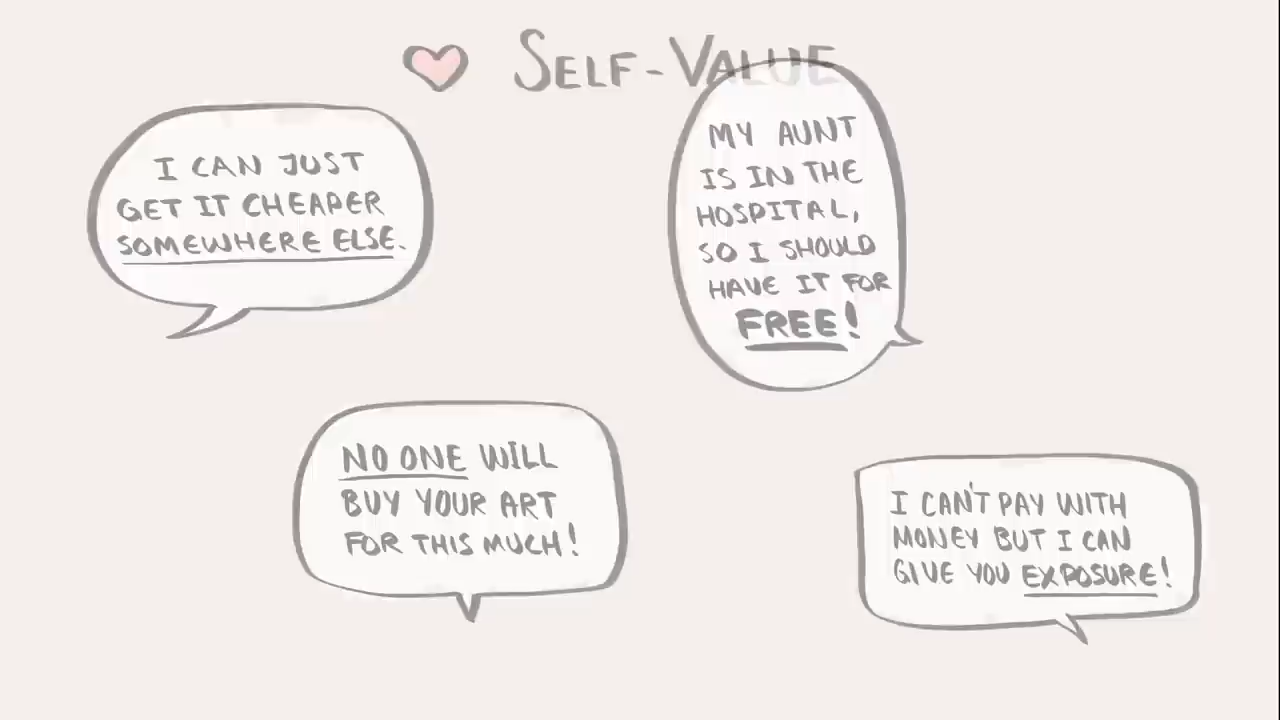 SELF-VALUE
I CAN JUST
GET IT CHEAPER
SOMEWHERE ELSE.
MY AUNT
IS IN THE
HOSPITAL,
SO I SHOULD
HAVE IT FOR
FREE!
NO ONE WILL
BUY YOUR ART
FOR THIS MUCH!
I CAN'T PAY WITH
MONEY BUT I CAN
GIVE YOU EXPOSURE!